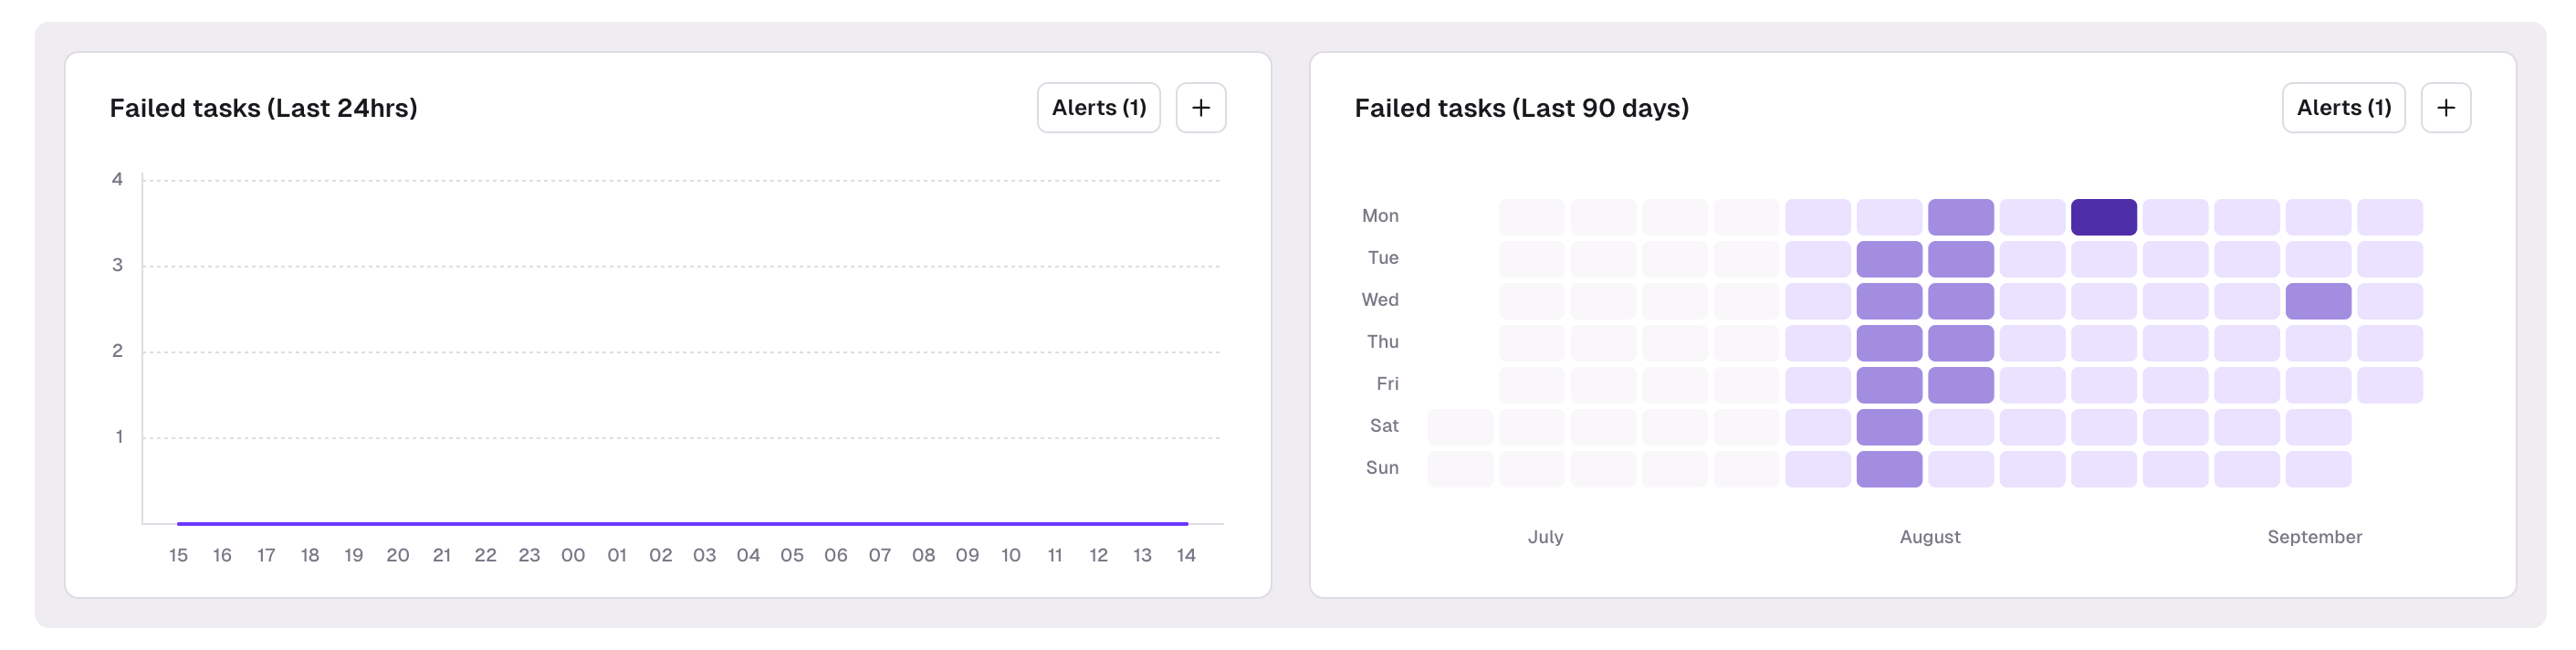 Failed tasks (Last 24hrs)
Alerts (1)
+
4
3
2
1
15 16 17 18 19 20 21 22 23 00 01 02 03 04 05 06 07 08 09 10 11 12 13 14
Failed tasks (Last 90 days)
Alerts (1)
+
Mon
Tue
Wed
Thu
Fri
Sat
Sun
July August September